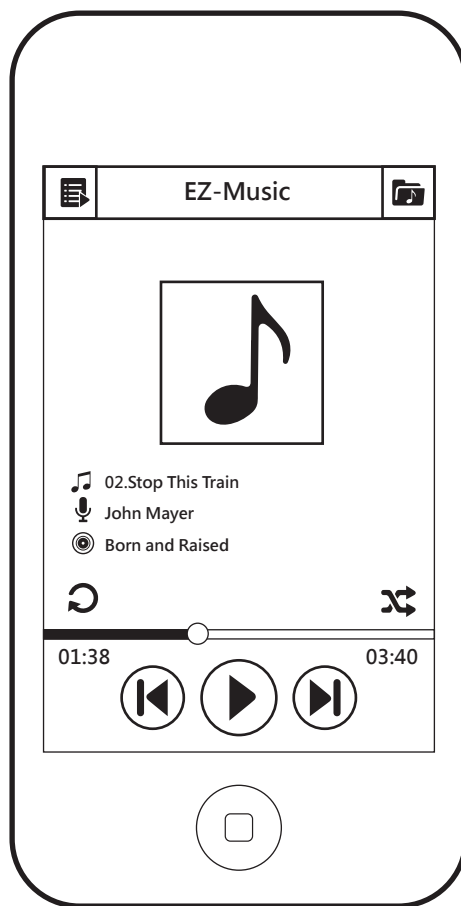 EZ-Music
02.Stop This Train
John Mayer
Born and Raised
01:38 03:40